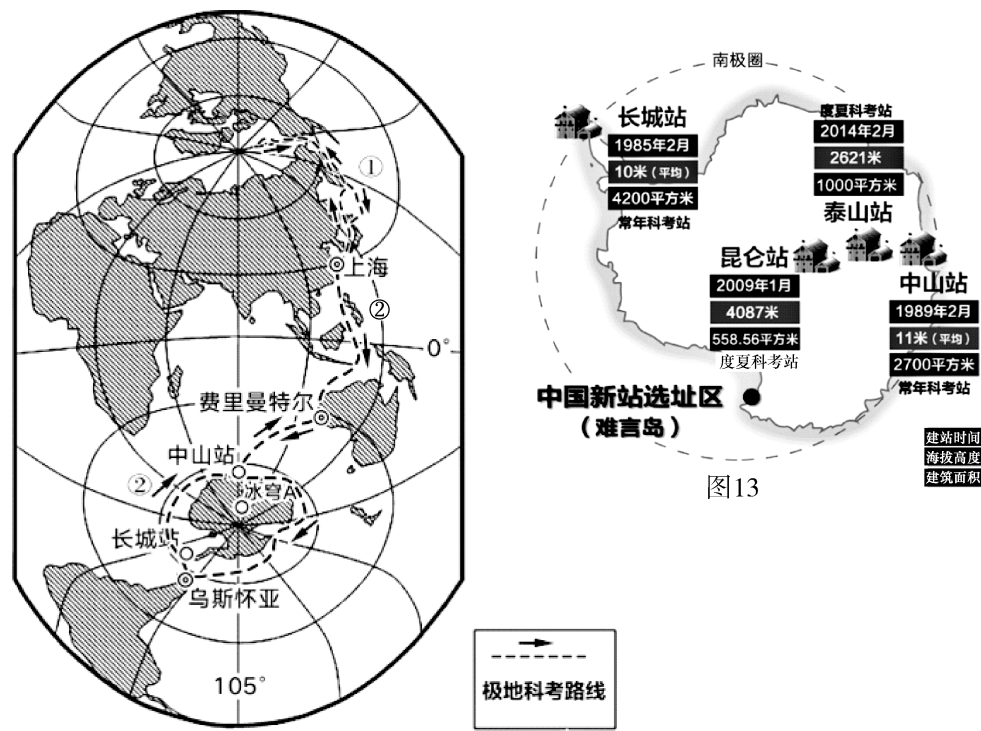 ①
上海
②
0°
费里曼特尔
中山站
②
冰穹A
长城站
乌斯怀亚
105°
极地科考路线
南极圈
长城站
1985年2月
10米(平均)
4200平方米
常年科考站
度夏科考站
2014年2月
2621米
1000平方米
泰山站
昆仑站
2009年1月
4087米
558.56平方米
度夏科考站
中山站
1989年2月
11米(平均)
2700平方米
常年科考站
中国新站选址区
(难言岛)
建站时间
海拔高度
建筑面积
图13